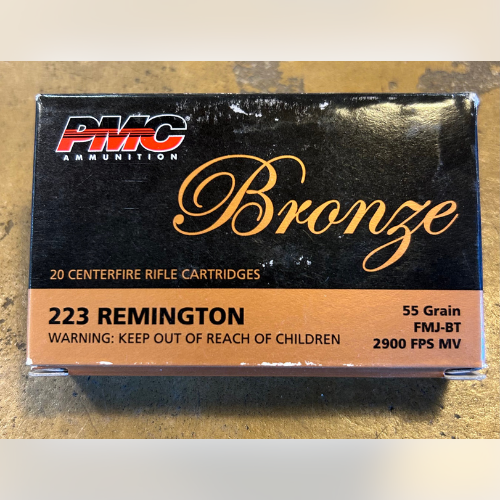 PMC
AMMUNITION
Bronze
20 CENTERFIRE RIFLE CARTRIDGES
223 REMINGTON
WARNING: KEEP OUT OF REACH OF CHILDREN
55 Grain
FMJ-BT
2900 FPS MV